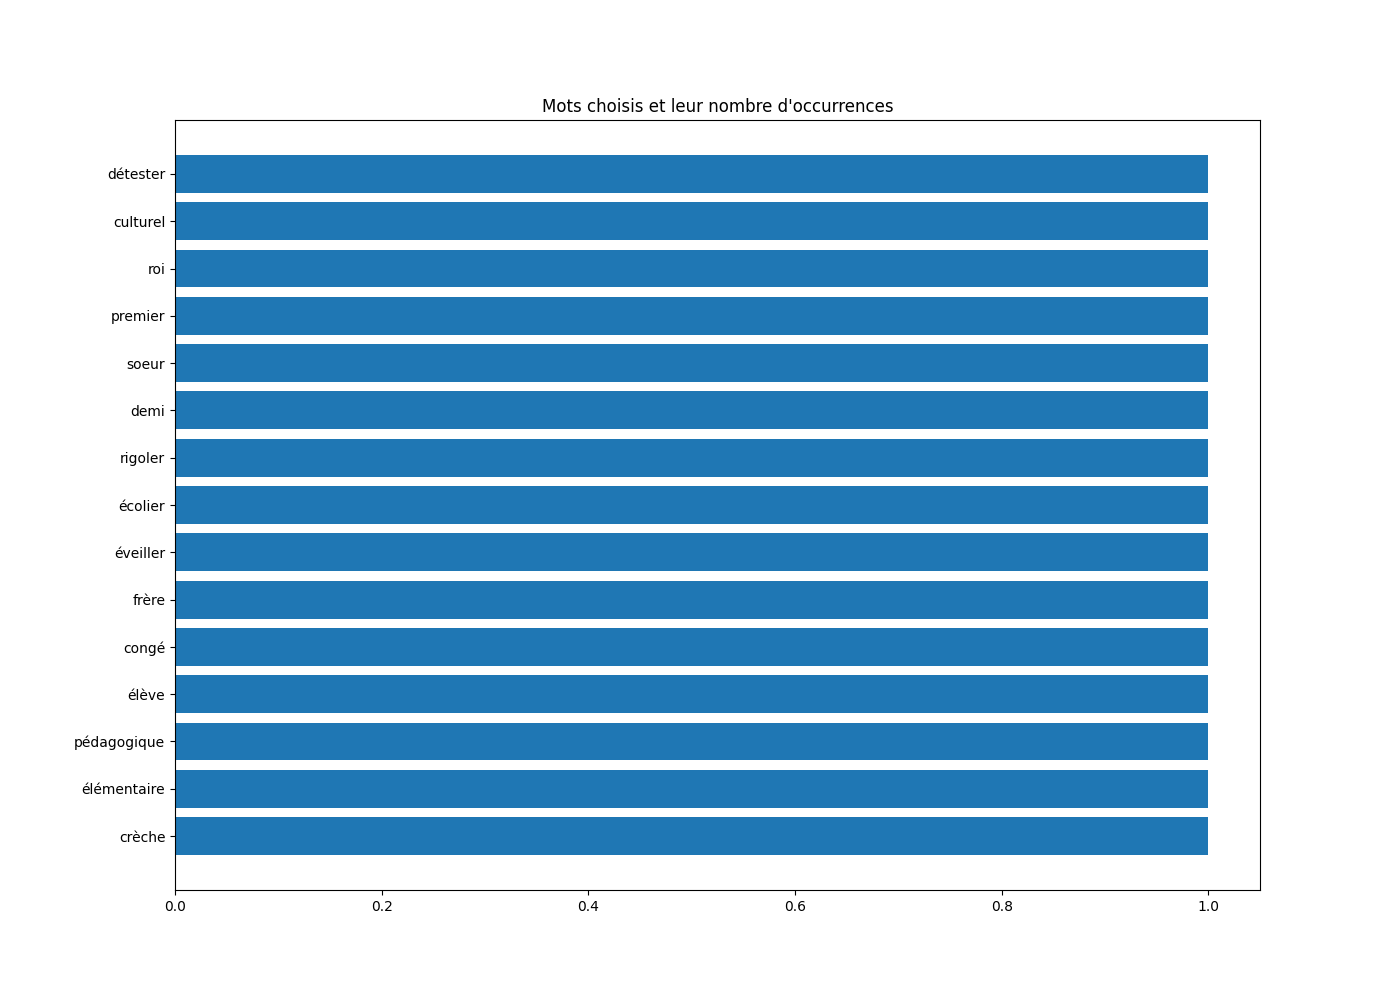 Mots choisis et leur nombre d'occurrences
détester
culturel
roi
premier
soeur
demi
rigoler
écolier
éveiller
frère
congé
élève
pédagogique
élémentaire
crèche
0.0 0.2 0.4 0.6 0.8 1.0